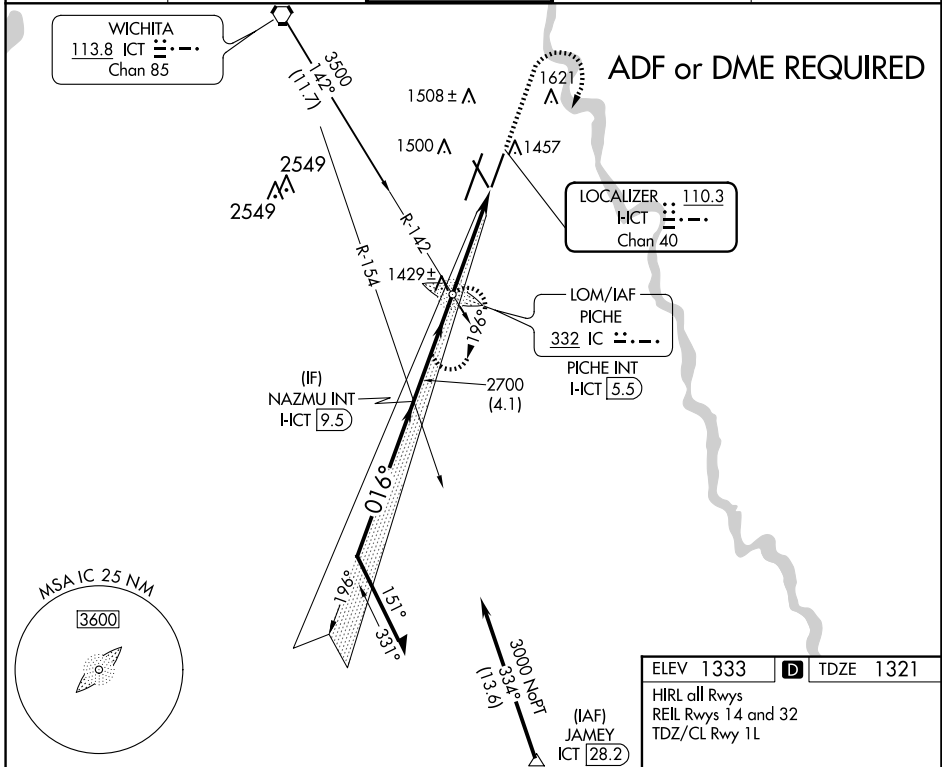 WICHITA
113.8 ICT
Chan 85
3500
142°
(11.7)
ADF or DME REQUIRED
1621
1508 ±
1500
1457
2549
2549
LOCALIZER 110.3
I-ICT
Chan 40
R-142
R-154
1429 ±
LOM/IAF
PICHE
332 IC
PICHE INT
I-ICT 5.5
196°
(IF)
NAZMU INT
I-ICT 9.5
2700
(4.1)
016°
196°
151°
331°
MSA IC 25 NM
3600
3000 NoPT
334°
(13.6)
(IAF)
JAMEY
ICT 28.2
ELEV 1333 D TDZE 1321
HIRL all Rwys
REIL Rwys 14 and 32
TDZ/CL Rwy 1L